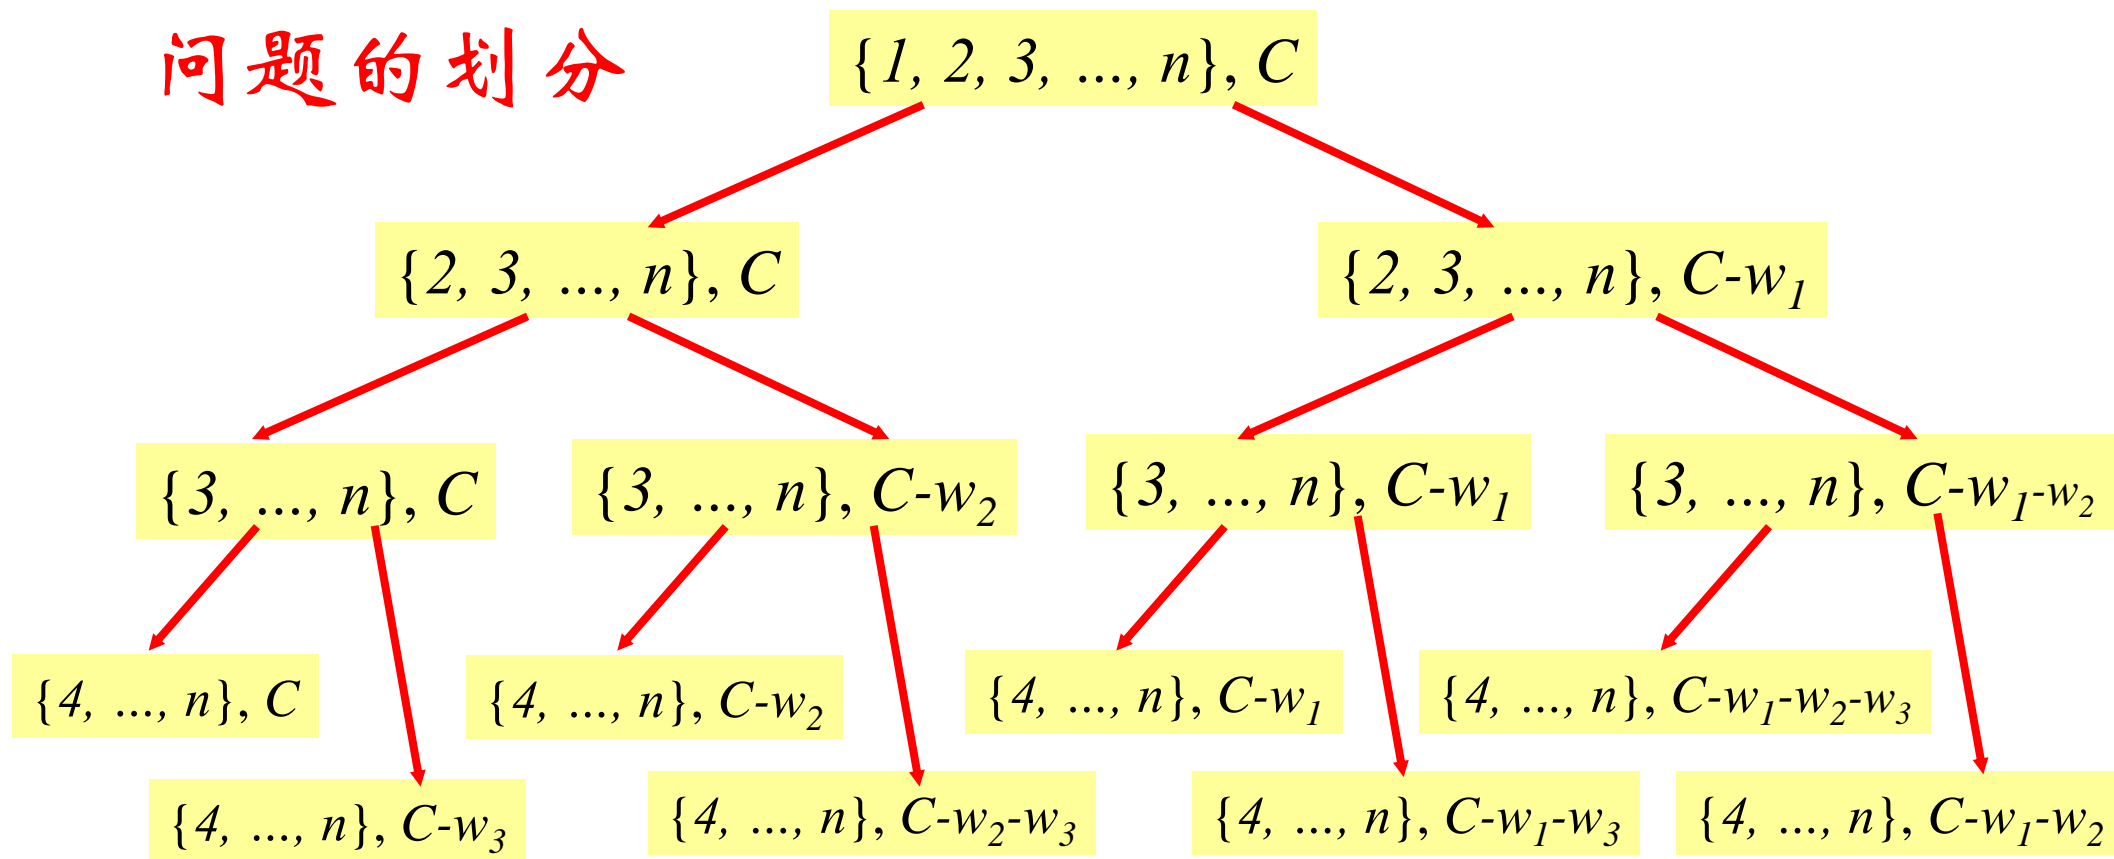 问题的划分
{1, 2, 3, ..., n}, C
{2, 3, ..., n}, C
{2, 3, ..., n}, C-w₁
{3, ..., n}, C
{3, ..., n}, C-w₂
{3, ..., n}, C-w₁
{3, ..., n}, C-w₁-w₂
{4, ..., n}, C
{4, ..., n}, C-w₂
{4, ..., n}, C-w₁
{4, ..., n}, C-w₁-w₂-w₃
{4, ..., n}, C-w₃
{4, ..., n}, C-w₂-w₃
{4, ..., n}, C-w₁-w₃
{4, ..., n}, C-w₁-w₂